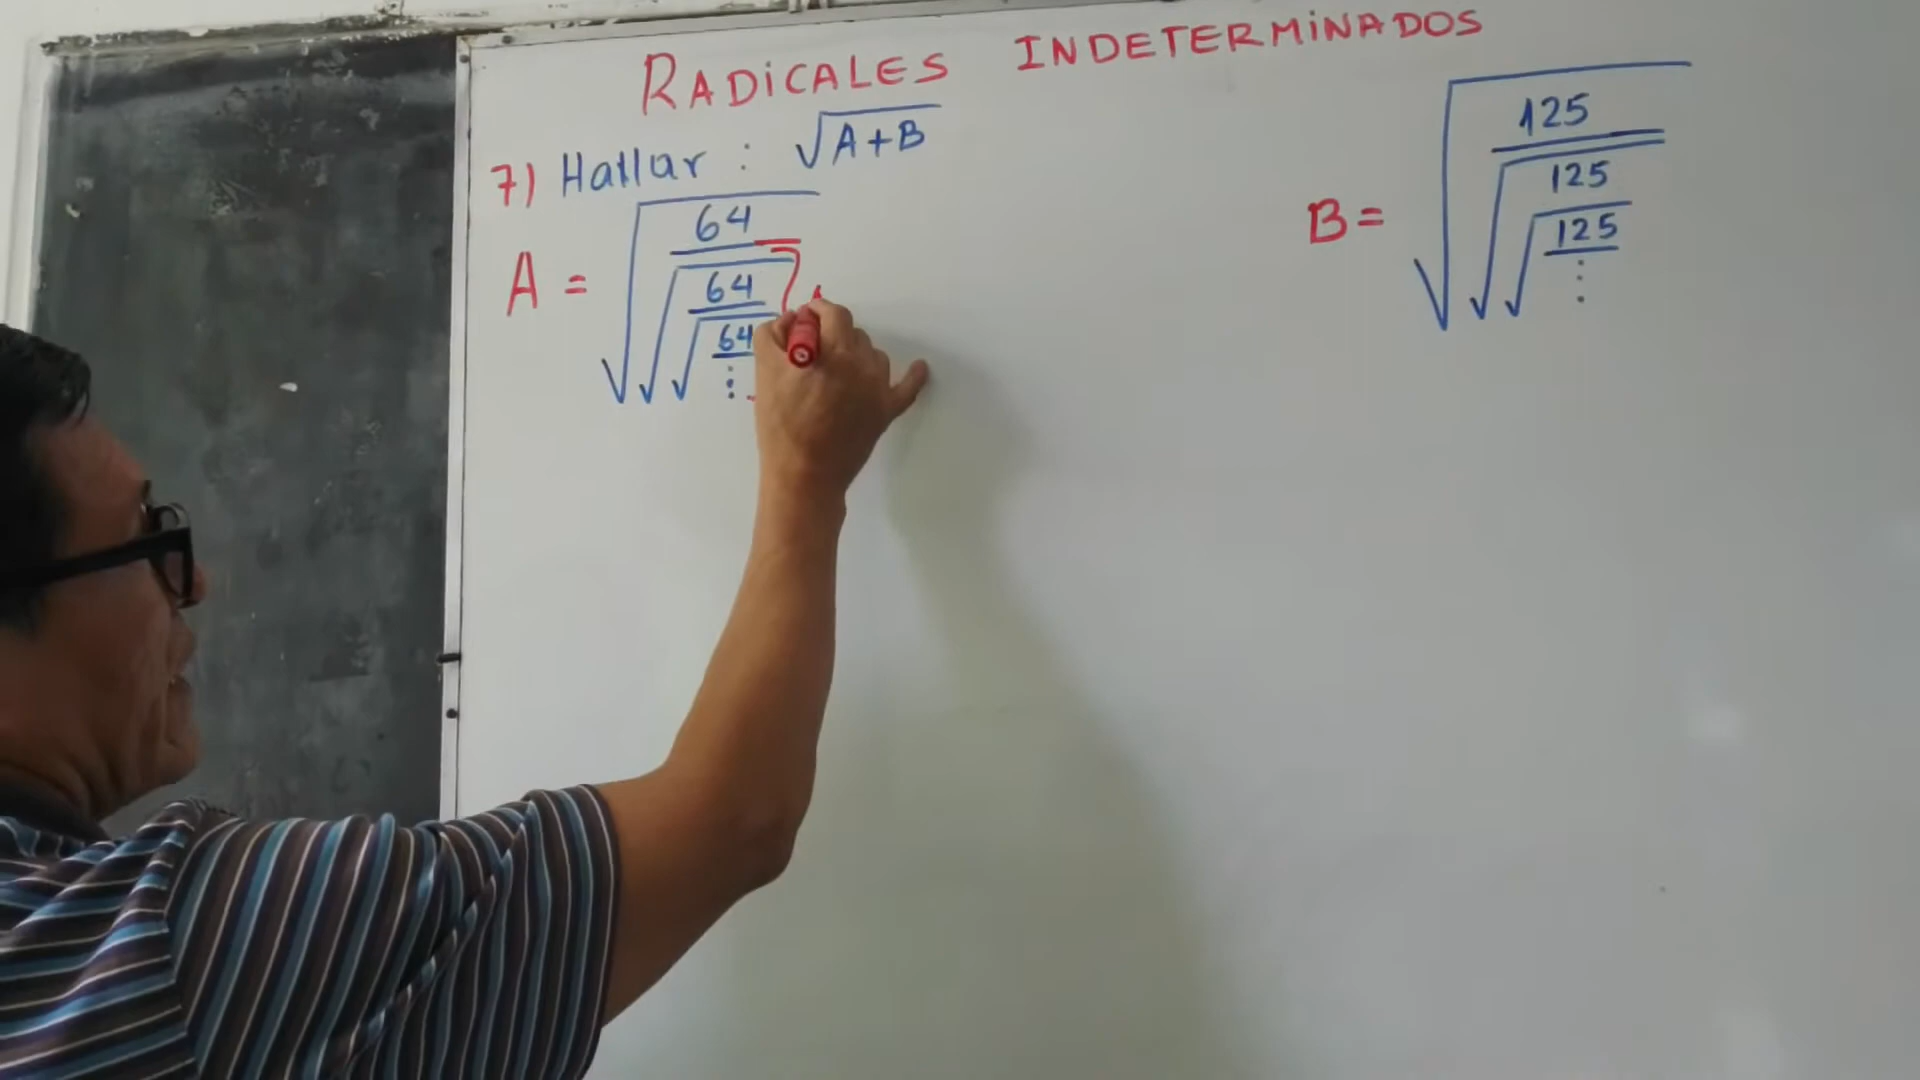 RADICALES INDETERMINADOS
7) Hallar : √A+B
A = √64/√64/√64/⋮
B = √125/√125/√125/⋮